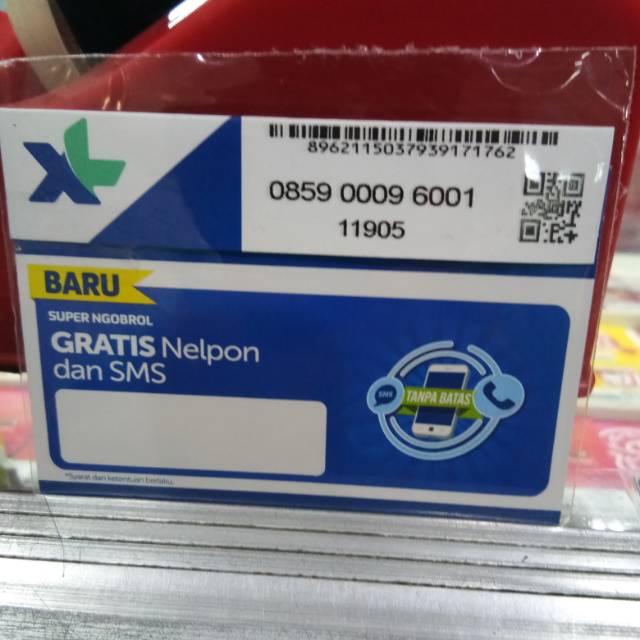 XL
8962115037939171762
0859 0009 6001
11905
BARU
SUPER NGOBROL
GRATIS Nelpon
dan SMS
SMS
TANPA BATAS
*Syarat dan ketentuan berlaku.